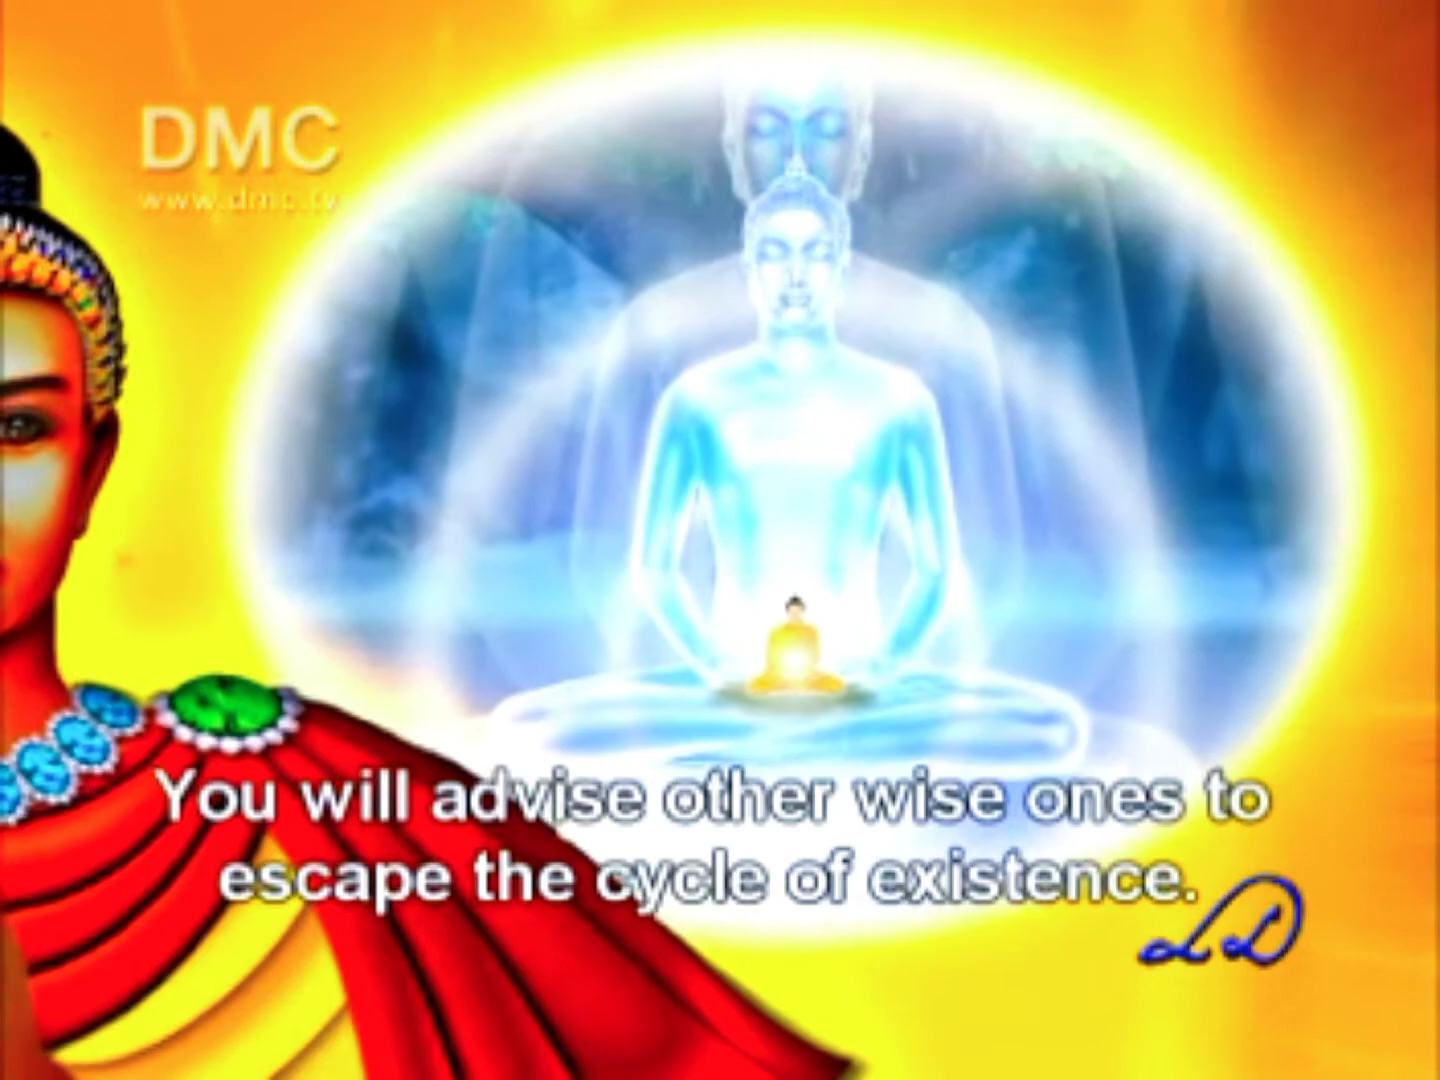 DMC
www.dmc.tv
You will advise other wise ones to
escape the cycle of existence.